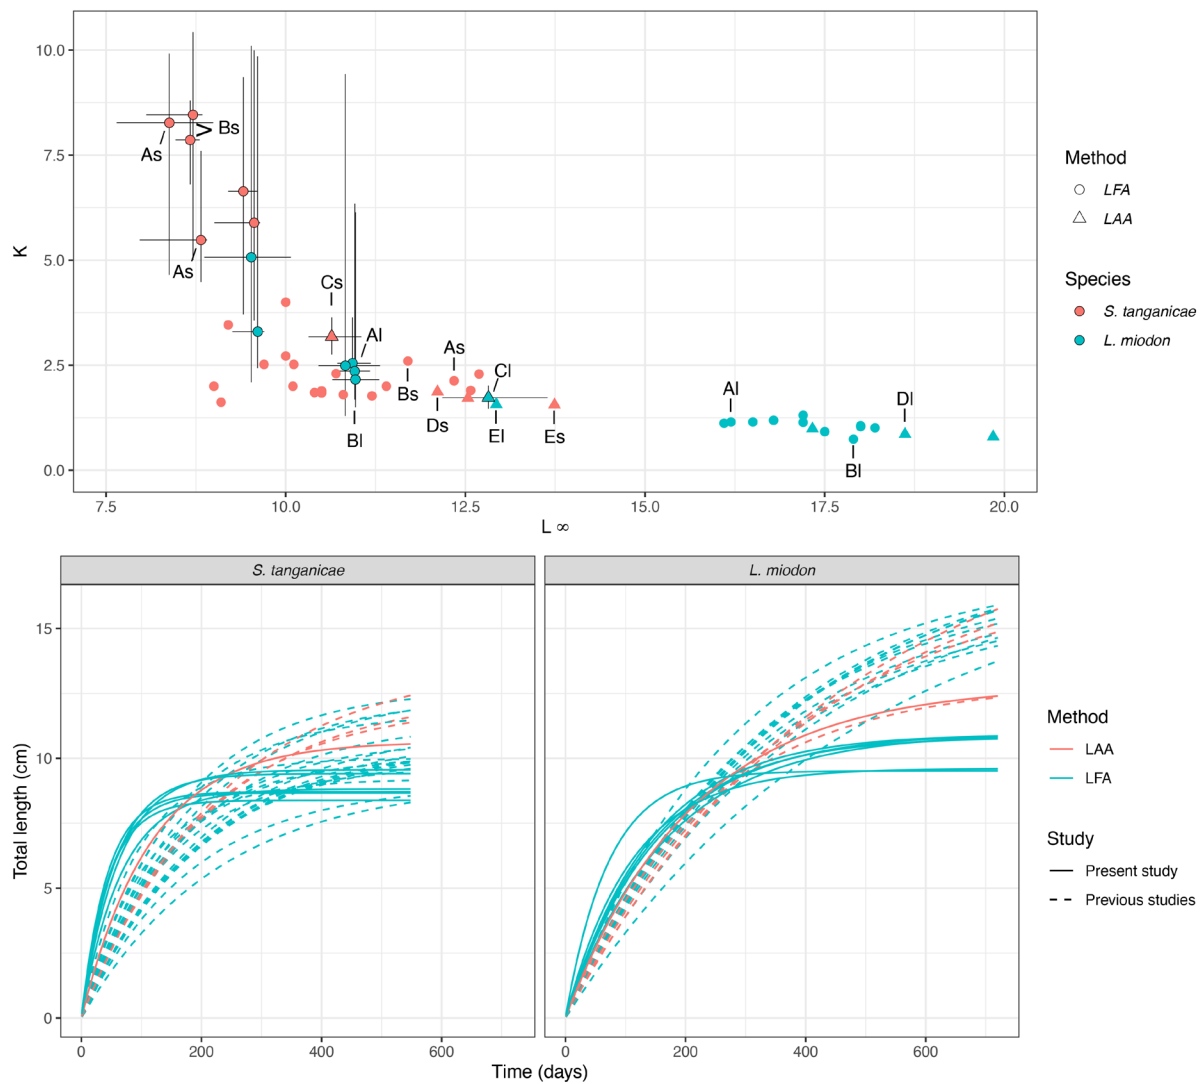 10.0
7.5
5.0
2.5
0.0
K
As
Bs
As
Cs
Al
Bl
Bs
As
Ds
Cl
El
Es
Al
Bl
Dl
7.5
10.0
12.5
15.0
17.5
20.0
L ∞
Method
LFA
LAA
Species
S. tanganicae
L. miodon
S. tanganicae
L. miodon
15
10
5
0
Total length (cm)
0
200
400
600
0
200
400
600
Time (days)
Method
LAA
LFA
Study
Present study
Previous studies